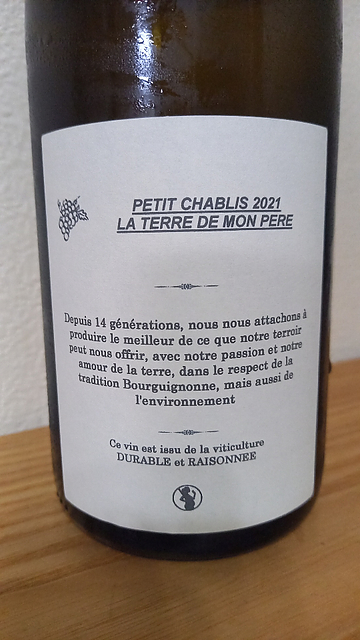 PETIT CHABLIS 2021
LA TERRE DE MON PERE
Depuis 14 générations, nous nous attachons à
produire le meilleur de ce que notre terroir
peut nous offrir, avec notre passion et notre
amour de la terre, dans le respect de la
tradition Bourguignonne, mais aussi de
l'environnement
Ce vin est issu de la viticulture
DURABLE et RAISONNEE